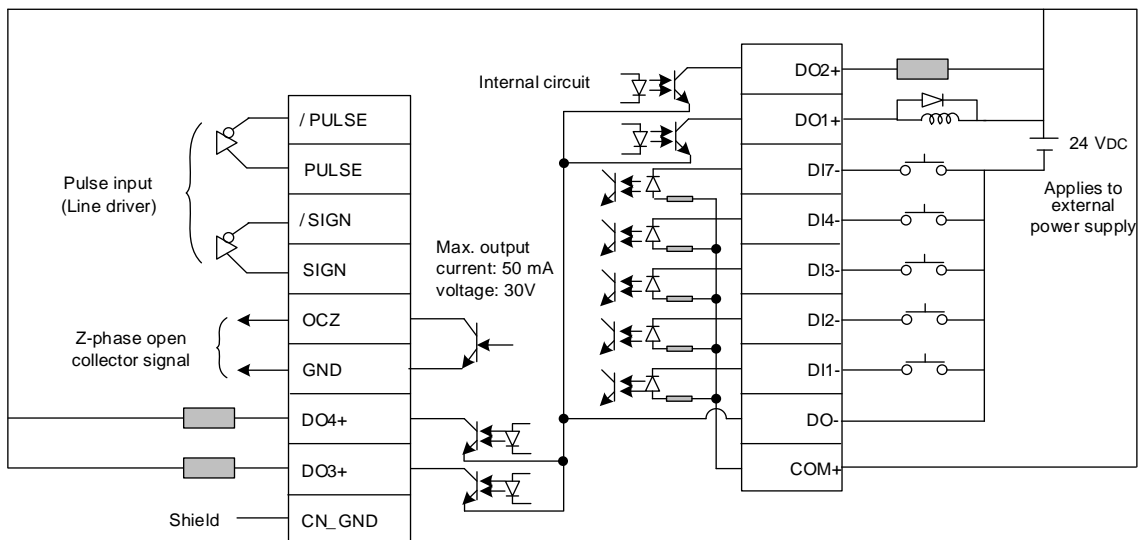 Internal circuit
Pulse input
(Line driver)
Z-phase open
collector signal
Shield
/ PULSE
PULSE
/SIGN
SIGN
OCZ
GND
DO4+
DO3+
CN_GND
Max. output
current: 50 mA
voltage: 30V
DO2+
DO1+
DI7-
DI4-
DI3-
DI2-
DI1-
DO-
COM+
24 VDC
Applies to
external
power supply